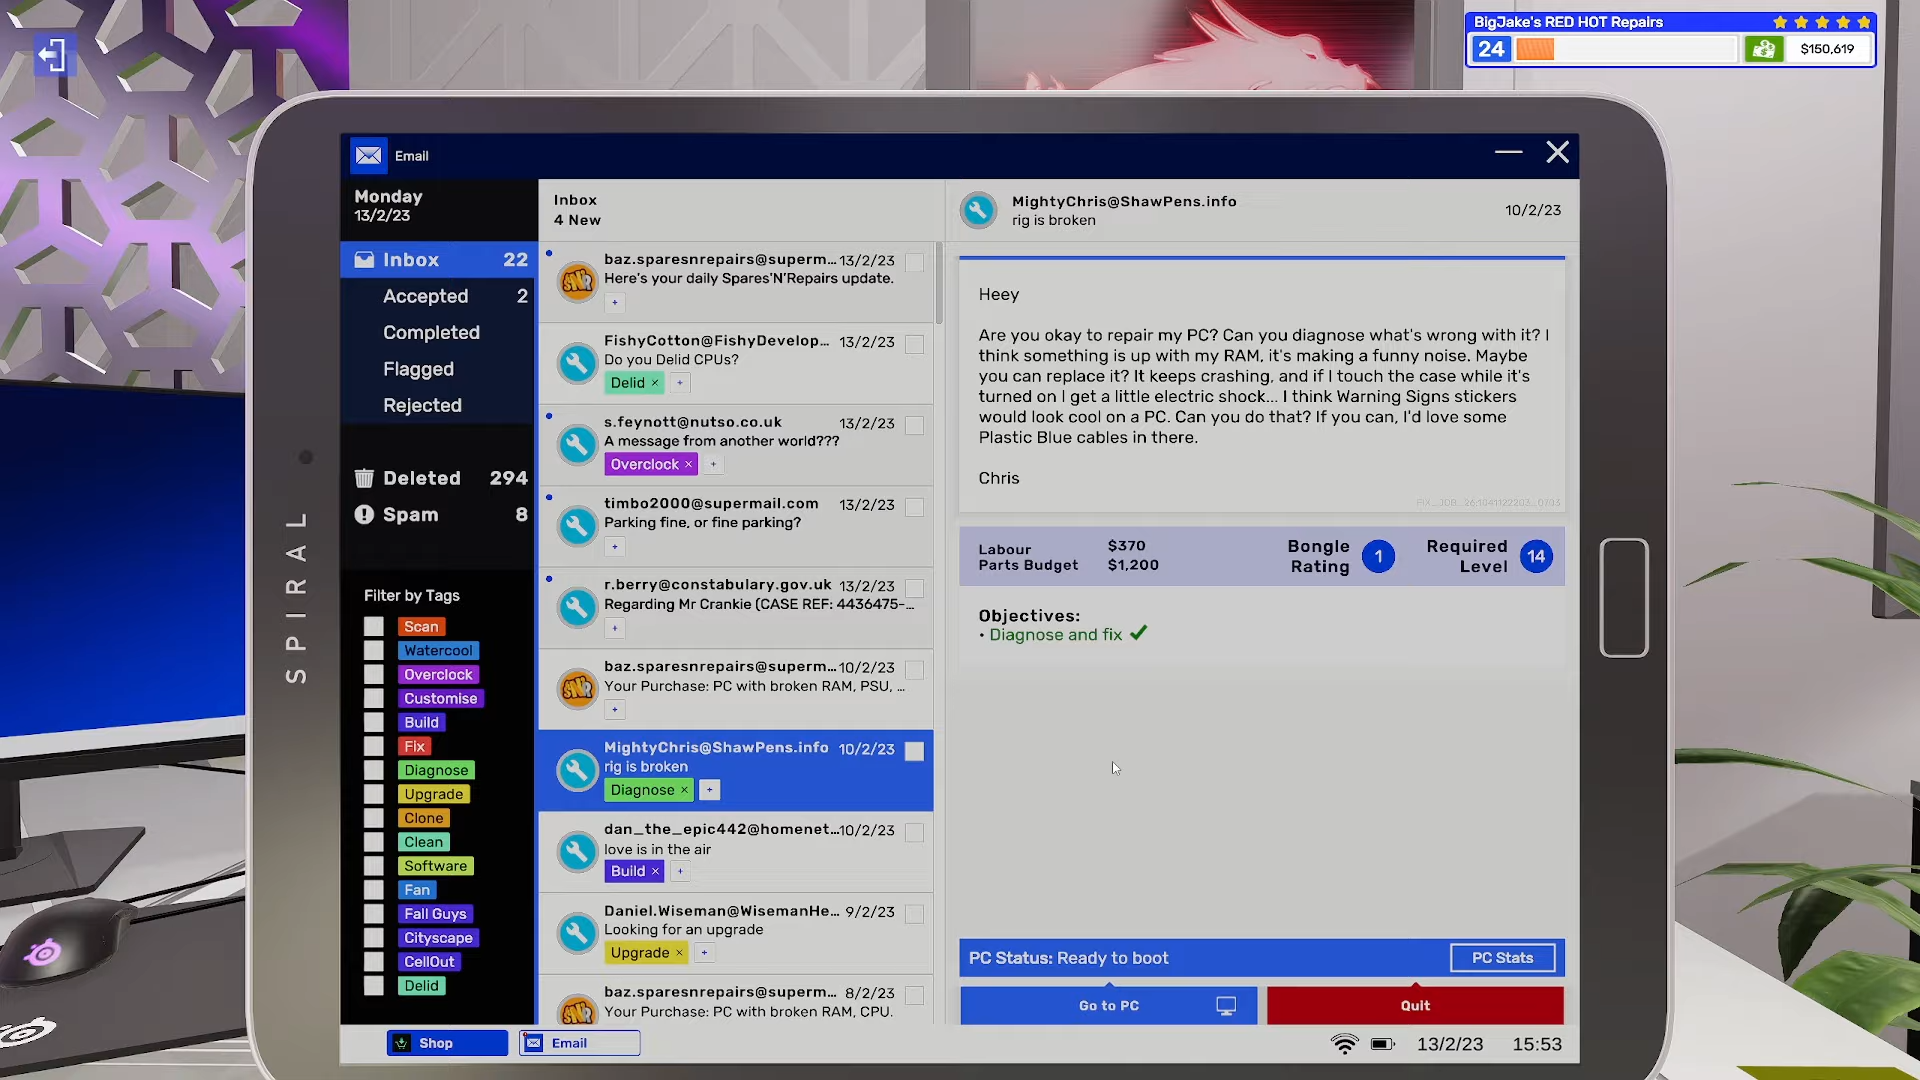 BigJake's RED HOT Repairs
24
$150,619
Email
Monday
13/2/23
Inbox 22
Accepted 2
Completed
Flagged
Rejected
Deleted 294
Spam 8
Filter by Tags
Scan
Watercool
Overclock
Customise
Build
Fix
Diagnose
Upgrade
Clone
Clean
Software
Fan
Fall Guys
Cityscape
CellOut
Delid
Inbox
4 New
baz.sparesnrepairs@superm... 13/2/23
Here's your daily Spares'N'Repairs update.
+
FishyCotton@FishyDevelop... 13/2/23
Do you Delid CPUs?
Delid × +
s.feynott@nutso.co.uk 13/2/23
A message from another world???
Overclock × +
timbo2000@supermail.com 13/2/23
Parking fine, or fine parking?
+
r.berry@constabulary.gov.uk 13/2/23
Regarding Mr Crankie (CASE REF: 4436475-...
+
baz.sparesnrepairs@superm... 10/2/23
Your Purchase: PC with broken RAM, PSU, ...
+
MightyChris@ShawPens.info 10/2/23
rig is broken
Diagnose × +
dan_the_epic442@homenet... 10/2/23
love is in the air
Build × +
Daniel.Wiseman@WisemanHe... 9/2/23
Looking for an upgrade
Upgrade × +
baz.sparesnrepairs@superm... 8/2/23
Your Purchase: PC with broken RAM, CPU.
MightyChris@ShawPens.info
rig is broken
10/2/23
Heey
Are you okay to repair my PC? Can you diagnose what's wrong with it? I
think something is up with my RAM, it's making a funny noise. Maybe
you can replace it? It keeps crashing, and if I touch the case while it's
turned on I get a little electric shock... I think Warning Signs stickers
would look cool on a PC. Can you do that? If you can, I'd love some
Plastic Blue cables in there.
Chris
Labour $370
Parts Budget $1,200
Bongle Rating 1
Required Level 14
Objectives:
• Diagnose and fix
PC Status: Ready to boot
PC Stats
Go to PC
Quit
Shop
Email
13/2/23
15:53
SPIRAL
SNR
SNR
SNR